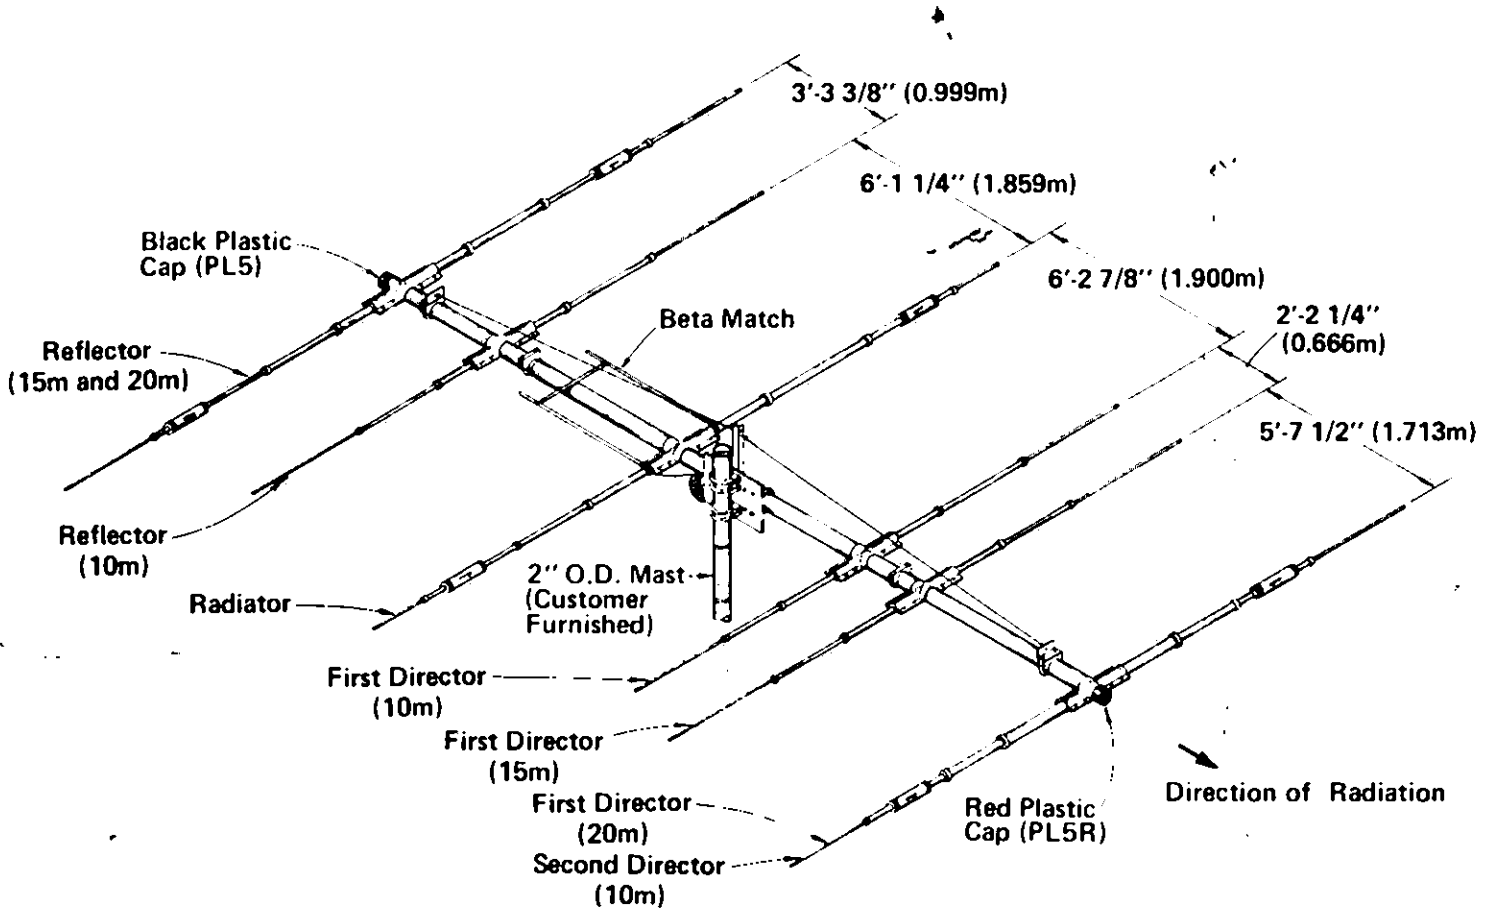 3'-3 3/8'' (0.999m)
6'-1 1/4'' (1.859m)
Black Plastic
Cap (PL5)
6'-2 7/8'' (1.900m)
2'-2 1/4''
(0.666m)
Beta Match
Reflector
(15m and 20m)
5'-7 1/2'' (1.713m)
Reflector
(10m)
2'' O.D. Mast
(Customer
Furnished)
Radiator
First Director
(10m)
First Director
(15m)
Direction of Radiation
First Director
(20m)
Red Plastic
Cap (PL5R)
Second Director
(10m)